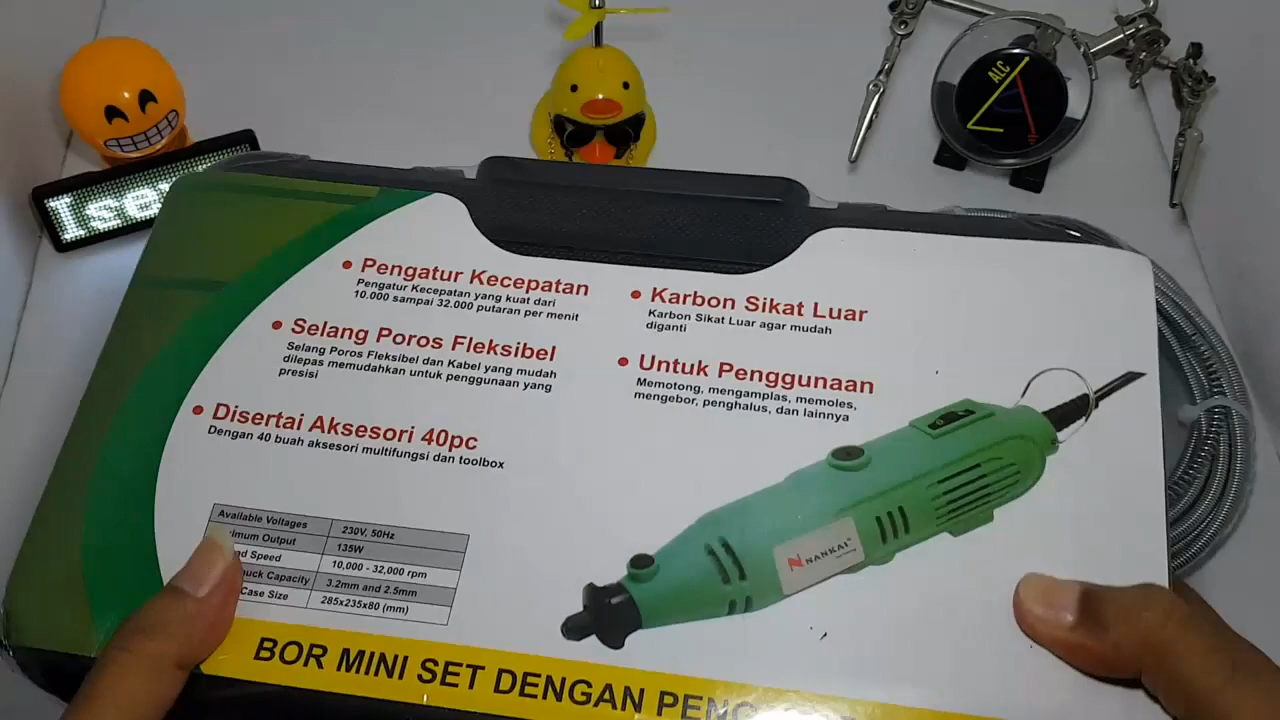 ALC
Pengatur Kecepatan
Pengatur Kecepatan yang kuat dari
10.000 sampai 32.000 putaran per menit
Selang Poros Fleksibel
Selang Poros Fleksibel dan Kabel yang mudah
dilepas memudahkan untuk penggunaan yang
presisi
Disertai Aksesori 40pc
Dengan 40 buah aksesori multifungsi dan toolbox
Karbon Sikat Luar
Karbon Sikat Luar agar mudah
diganti
Untuk Penggunaan
Memotong, mengamplas, memoles,
mengebor, penghalus, dan lainnya
Available Voltages 230V, 50Hz
Output 135W
Speed 10,000 - 32,000 rpm
Capacity 3.2mm and 2.5mm
Case Size 285x235x80 (mm)
NANKAI
BOR MINI SET DENGAN